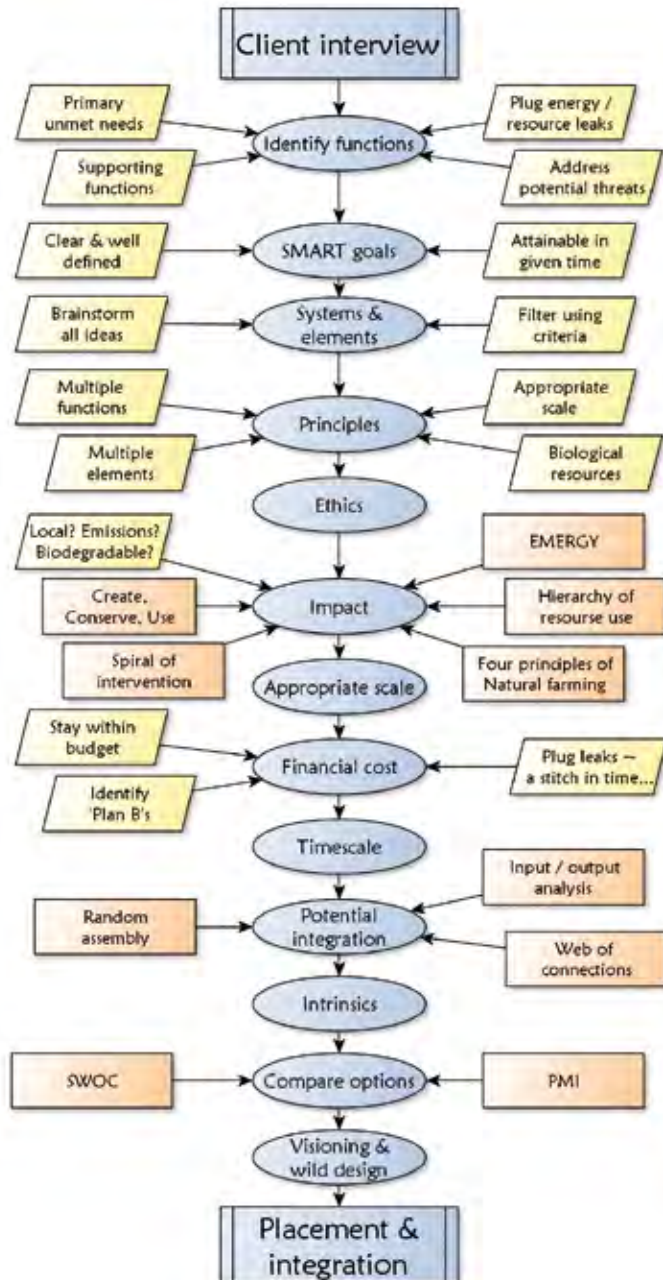 Client interview
Primary
unmet needs
Plug energy /
resource leaks
Identify functions
Supporting
functions
Address
potential threats
Clear & well
defined
SMART goals
Attainable in
given time
Brainstorm
all ideas
Systems &
elements
Filter using
criteria
Multiple
functions
Appropriate
scale
Principles
Multiple
elements
Biological
resources
Ethics
Local? Emissions?
Biodegradable?
EMERGY
Create,
Conserve, Use
Impact
Hierarchy of
resourse use
Spiral of
intervention
Four principles of
Natural farming
Appropriate scale
Stay within
budget
Financial cost
Plug leaks –
a stitch in time...
Identify
'Plan B's
Timescale
Input / output
analysis
Random
assembly
Potential
integration
Web of
connections
Intrinsics
SWOC
Compare options
PMI
Visioning &
wild design
Placement &
integration